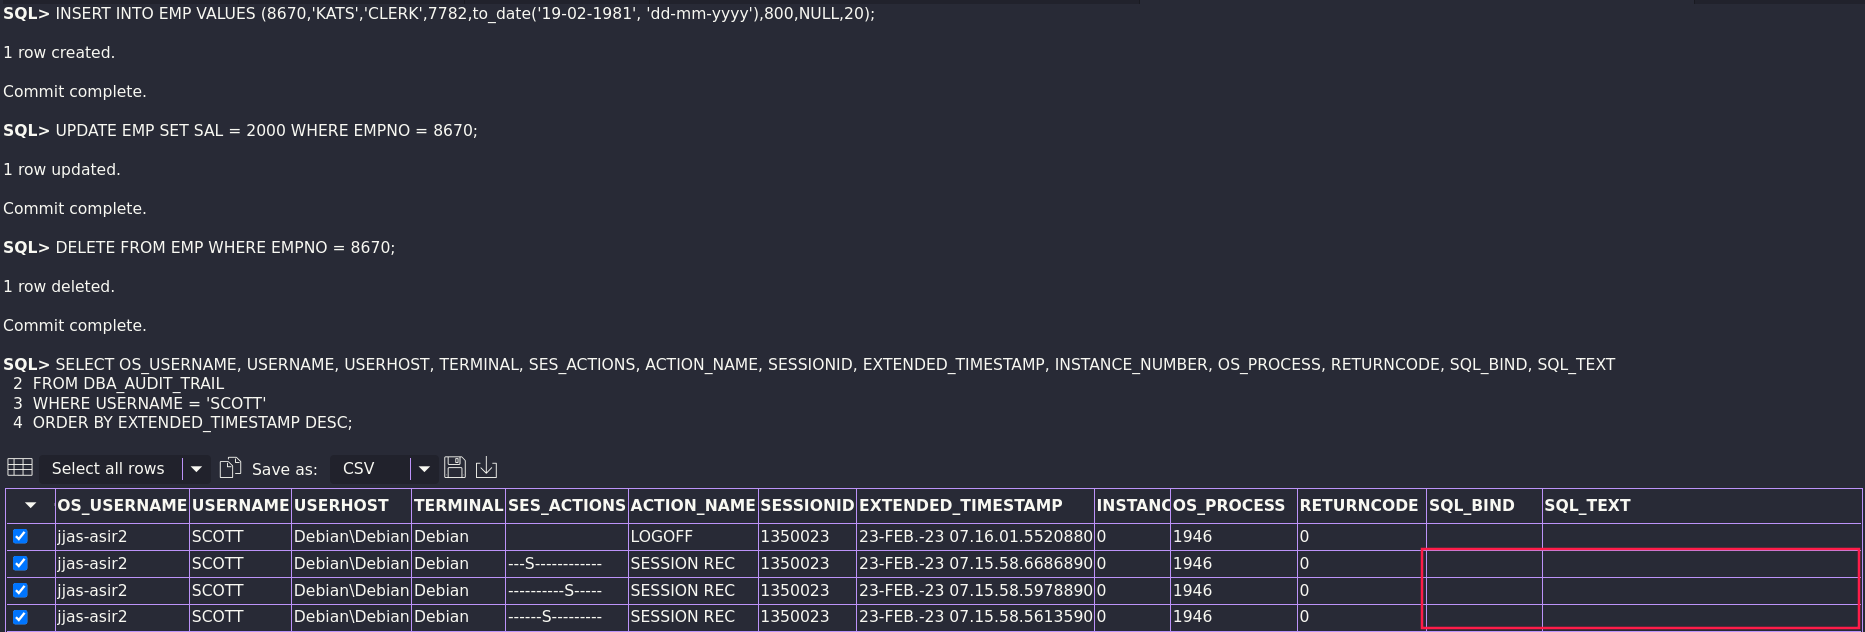 SQL> INSERT INTO EMP VALUES (8670,'KATS','CLERK',7782,to_date('19-02-1981', 'dd-mm-yyyy'),800,NULL,20);
1 row created.
Commit complete.
SQL> UPDATE EMP SET SAL = 2000 WHERE EMPNO = 8670;
1 row updated.
Commit complete.
SQL> DELETE FROM EMP WHERE EMPNO = 8670;
1 row deleted.
Commit complete.
SQL> SELECT OS_USERNAME, USERNAME, USERHOST, TERMINAL, SES_ACTIONS, ACTION_NAME, SESSIONID, EXTENDED_TIMESTAMP, INSTANCE_NUMBER, OS_PROCESS, RETURNCODE, SQL_BIND, SQL_TEXT
2 FROM DBA_AUDIT_TRAIL
3 WHERE USERNAME = 'SCOTT'
4 ORDER BY EXTENDED_TIMESTAMP DESC;
Select all rows Save as: CSV
OS_USERNAME USERNAME USERHOST TERMINAL SES_ACTIONS ACTION_NAME SESSIONID EXTENDED_TIMESTAMP INSTANC OS_PROCESS RETURNCODE SQL_BIND SQL_TEXT
jjas-asir2 SCOTT Debian\Debian Debian LOGOFF 1350023 23-FEB.-23 07.16.01.5520880 0 1946 0
jjas-asir2 SCOTT Debian\Debian Debian ---S------------ SESSION REC 1350023 23-FEB.-23 07.15.58.6686890 0 1946 0
jjas-asir2 SCOTT Debian\Debian Debian ----------S----- SESSION REC 1350023 23-FEB.-23 07.15.58.5978890 0 1946 0
jjas-asir2 SCOTT Debian\Debian Debian ------S--------- SESSION REC 1350023 23-FEB.-23 07.15.58.5613590 0 1946 0